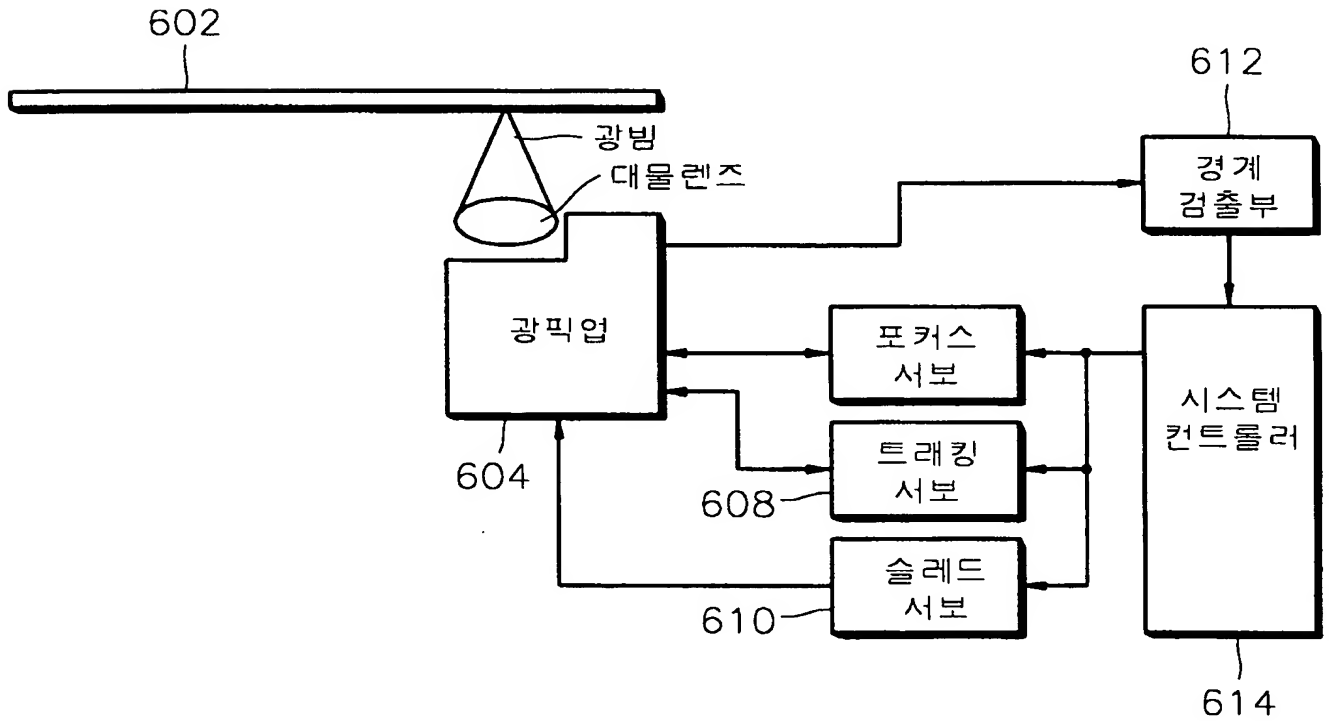 602
612
광빔
대물렌즈
경계
검출부
광픽업
포커스
서보
시스템
컨트롤러
604
트래킹
서보
608
슬레드
서보
610
614